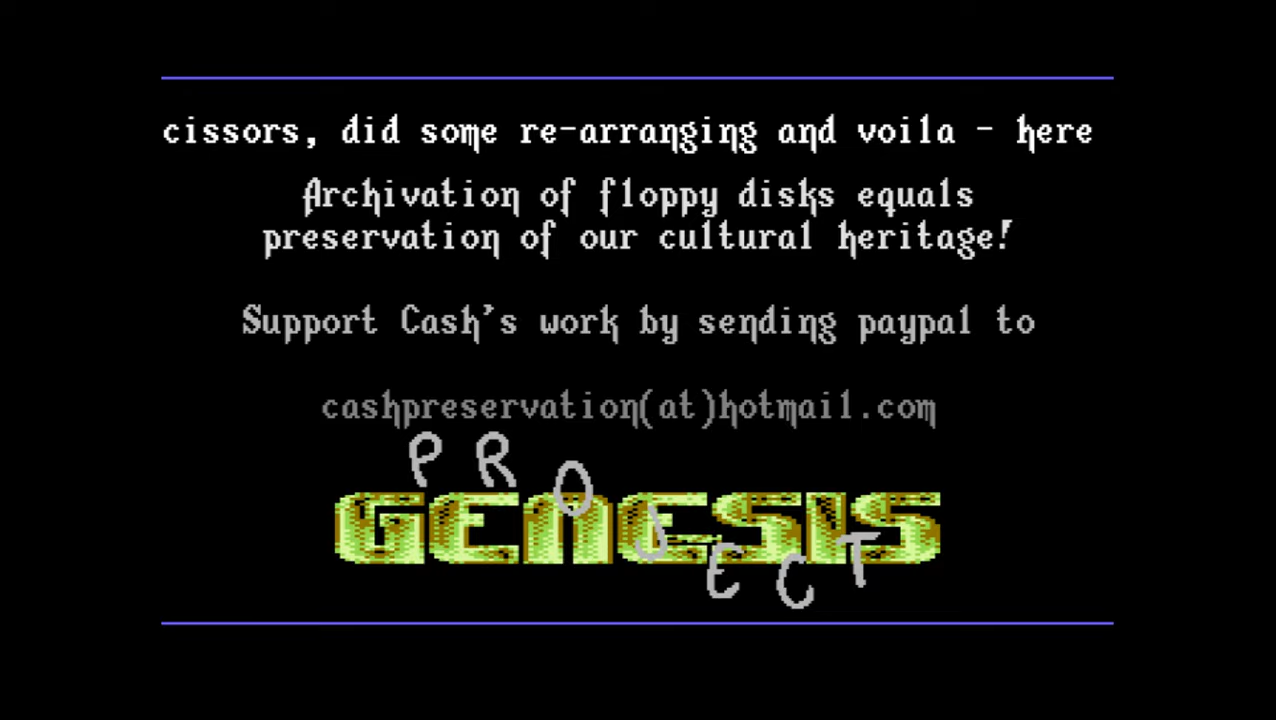 cissors, did some re-arranging and voila - here
Archivation of floppy disks equals
preservation of our cultural heritage!
Support Cash's work by sending paypal to
cashpreservation(at)hotmail.com
PROJECT
GENESIS